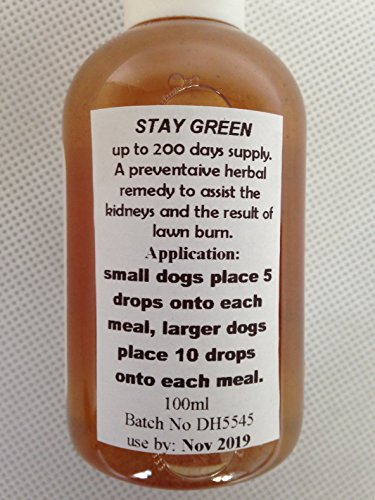 STAY GREEN
up to 200 days supply.
A preventaive herbal
remedy to assist the
kidneys and the result of
lawn burn.
Application:
small dogs place 5
drops onto each
meal, larger dogs
place 10 drops
onto each meal.
100ml
Batch No DH5545
use by: Nov 2019